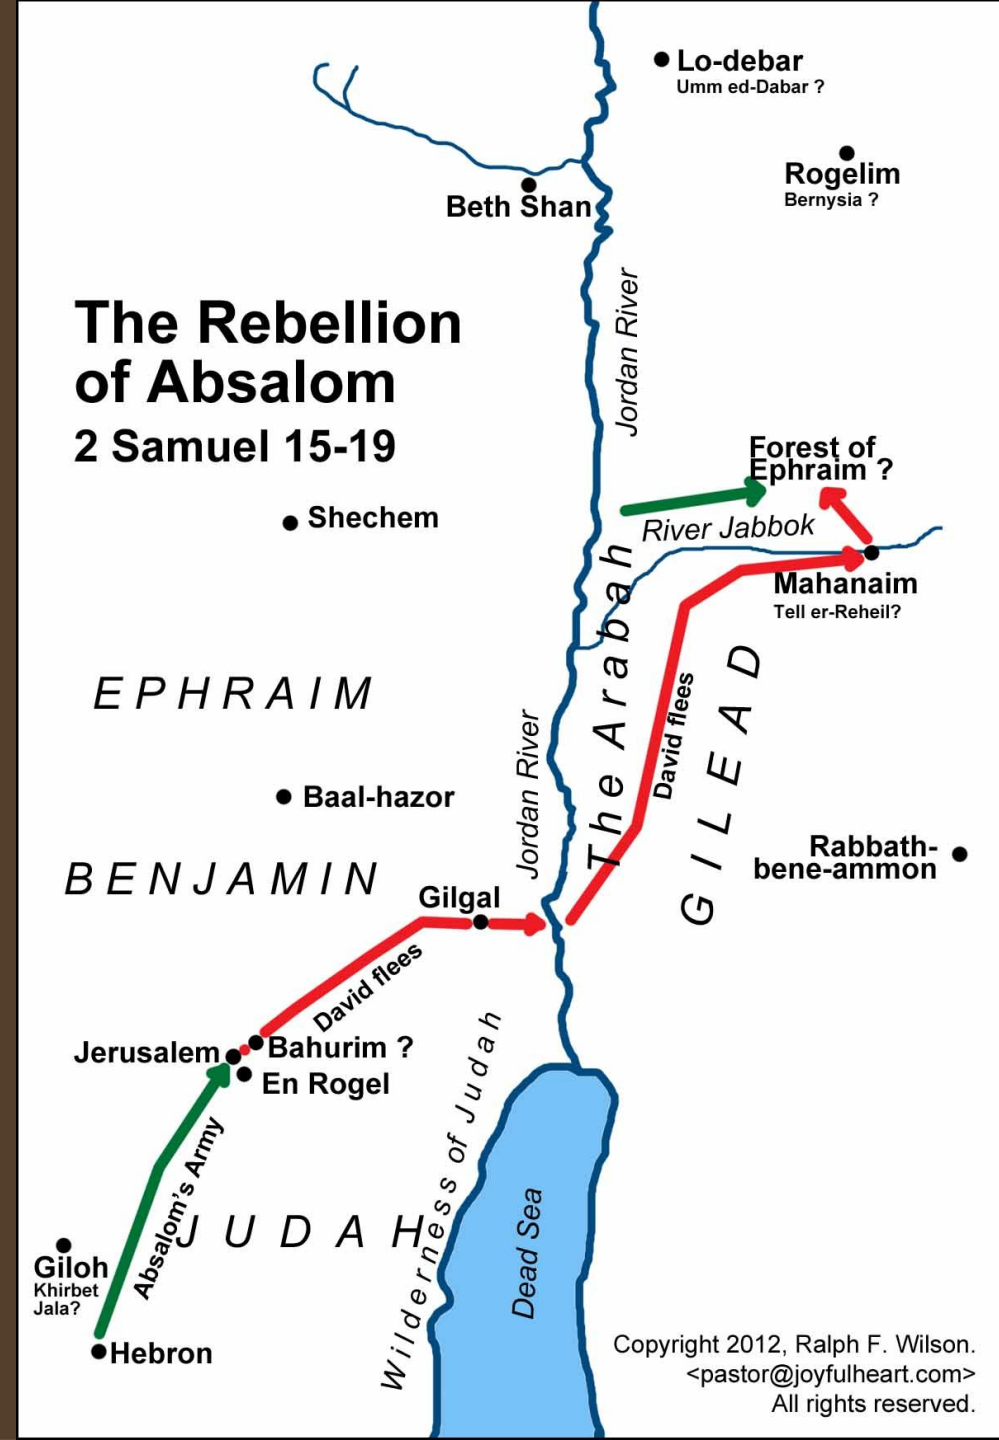 Lo-debar
Umm ed-Dabar ?
Rogelim
Bernysia ?
Beth Shan
Jordan River
The Rebellion
of Absalom
2 Samuel 15-19
Forest of
Ephraim ?
Shechem
River Jabbok
Mahanaim
Tell er-Reheil?
The Arabah
EPHRAIM
David flees
GILEAD
Jordan River
Baal-hazor
Rabbath-
bene-ammon
BENJAMIN
Gilgal
David flees
Jerusalem
Bahurim ?
En Rogel
Wilderness of Judah
Absalom's Army
JUDAH
Dead Sea
Giloh
Khirbet
Jala?
Hebron
Copyright 2012, Ralph F. Wilson.
<pastor@joyfulheart.com>
All rights reserved.